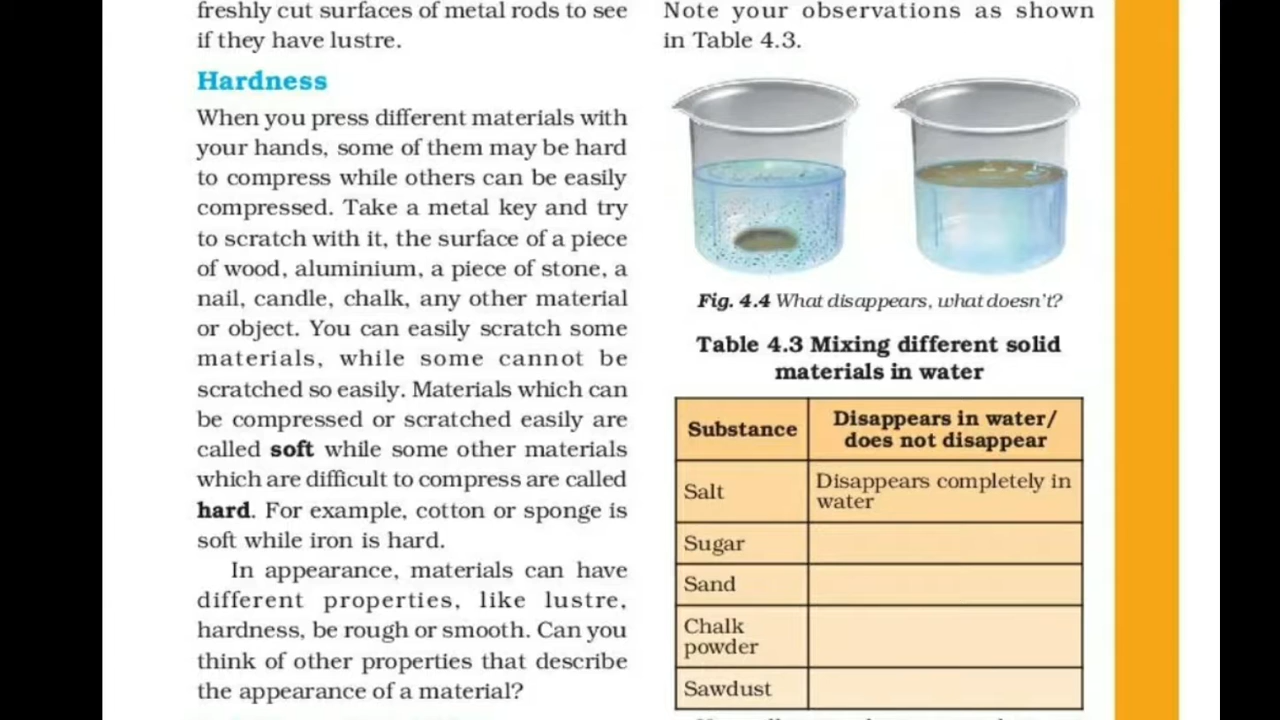 freshly cut surfaces of metal rods to see
if they have lustre.
Hardness
When you press different materials with
your hands, some of them may be hard
to compress while others can be easily
compressed. Take a metal key and try
to scratch with it, the surface of a piece
of wood, aluminium, a piece of stone, a
nail, candle, chalk, any other material
or object. You can easily scratch some
materials, while some cannot be
scratched so easily. Materials which can
be compressed or scratched easily are
called soft while some other materials
which are difficult to compress are called
hard. For example, cotton or sponge is
soft while iron is hard.
In appearance, materials can have
different properties, like lustre,
hardness, be rough or smooth. Can you
think of other properties that describe
the appearance of a material?
Note your observations as shown
in Table 4.3.
Fig. 4.4 What disappears, what doesn't?
Table 4.3 Mixing different solid
materials in water
Substance
Disappears in water/
does not disappear
Salt
Disappears completely in
water
Sugar
Sand
Chalk
powder
Sawdust